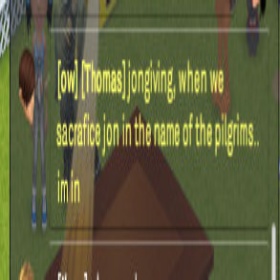 [ow] [Thomas] jongiving, when we
sacrafice jon in the name of the pilgrims..
im in